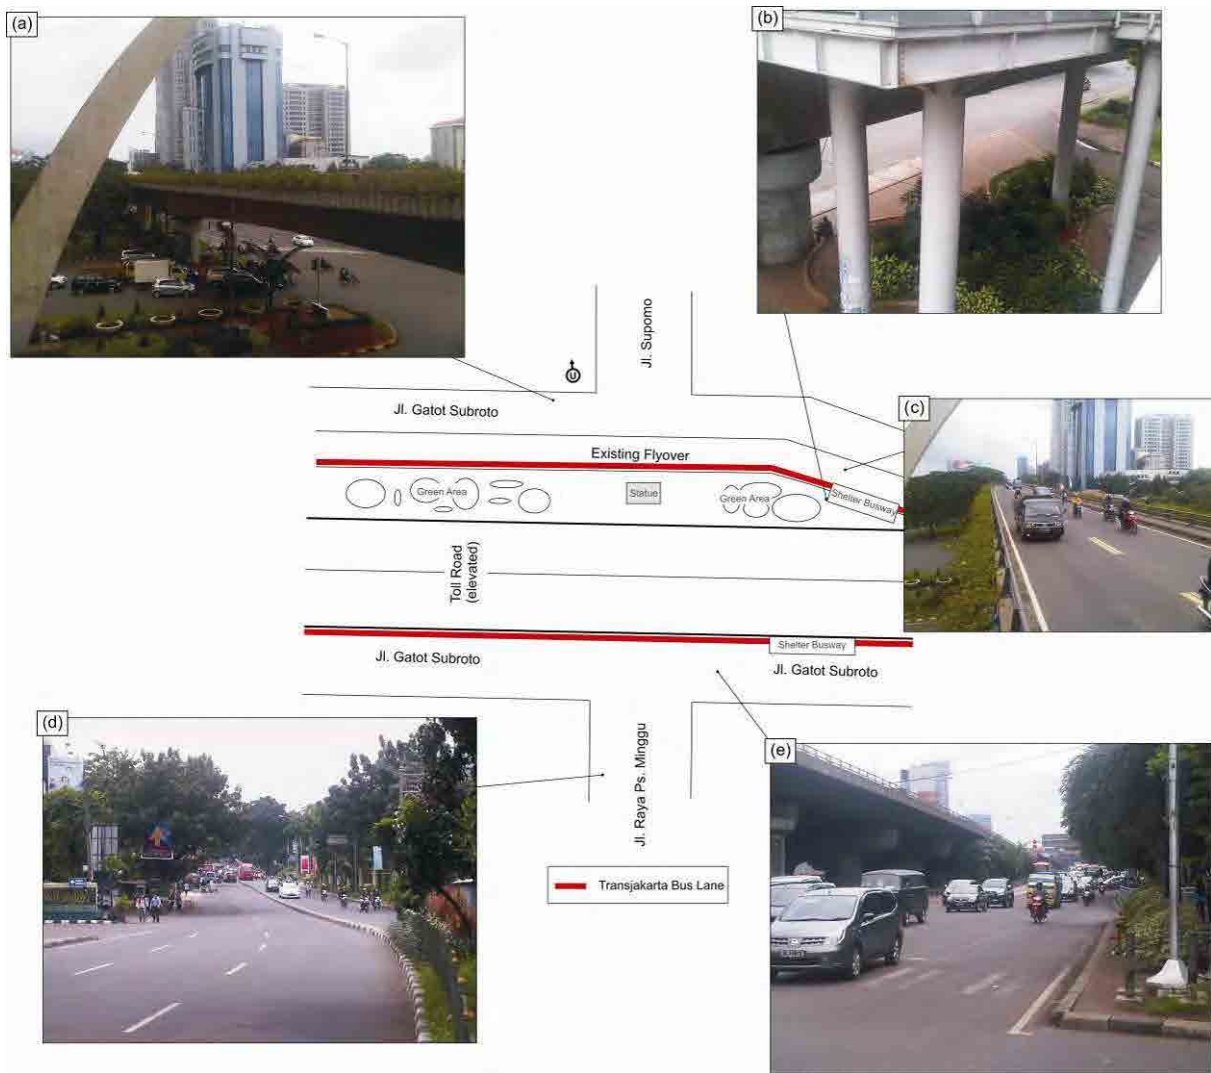 (a)
(b)
Jl. Supomo
U
Jl. Gatot Subroto
(c)
Existing Flyover
Green Area
Statue
Green Area
Shelter Busway
Toll Road
(elevated)
Shelter Busway
Jl. Gatot Subroto
Jl. Gatot Subroto
(d)
(e)
Jl. Raya Ps. Minggu
Transjakarta Bus Lane